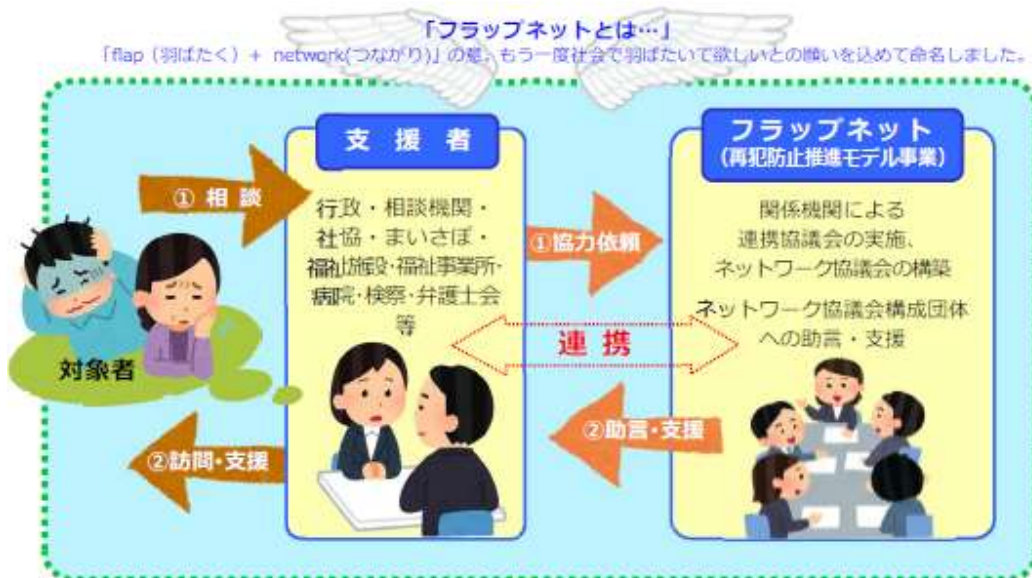 「フラップネットとは…」
「flap（羽ばたく）+ network(つながり)」の意、もう一度社会で羽ばたいて欲しいとの願いを込めて命名しました。
支援者
フラップネット
（再犯防止推進モデル事業）
①相談
行政・相談機関・
社協・まいさぽ・
福祉施設・福祉事業所・
病院・検察・弁護士会
等
①協力依頼
関係機関による
連携協議会の実施、
ネットワーク協議会の構築
ネットワーク協議会構成団体
への助言・支援
連携
対象者
②訪問・支援
②助言・支援